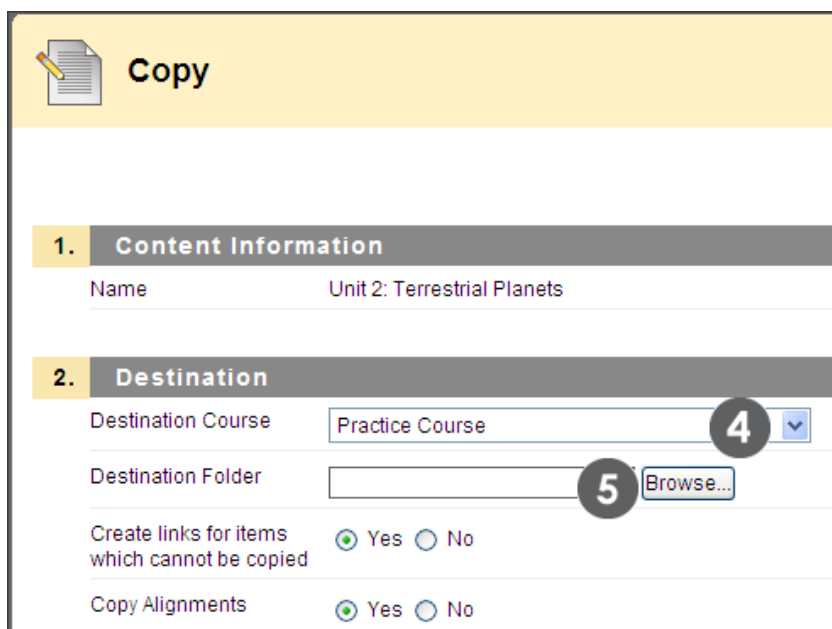 Copy
1. Content Information
Name Unit 2: Terrestrial Planets
2. Destination
Destination Course Practice Course 4
Destination Folder 5 Browse...
Create links for items
which cannot be copied Yes No
Copy Alignments Yes No